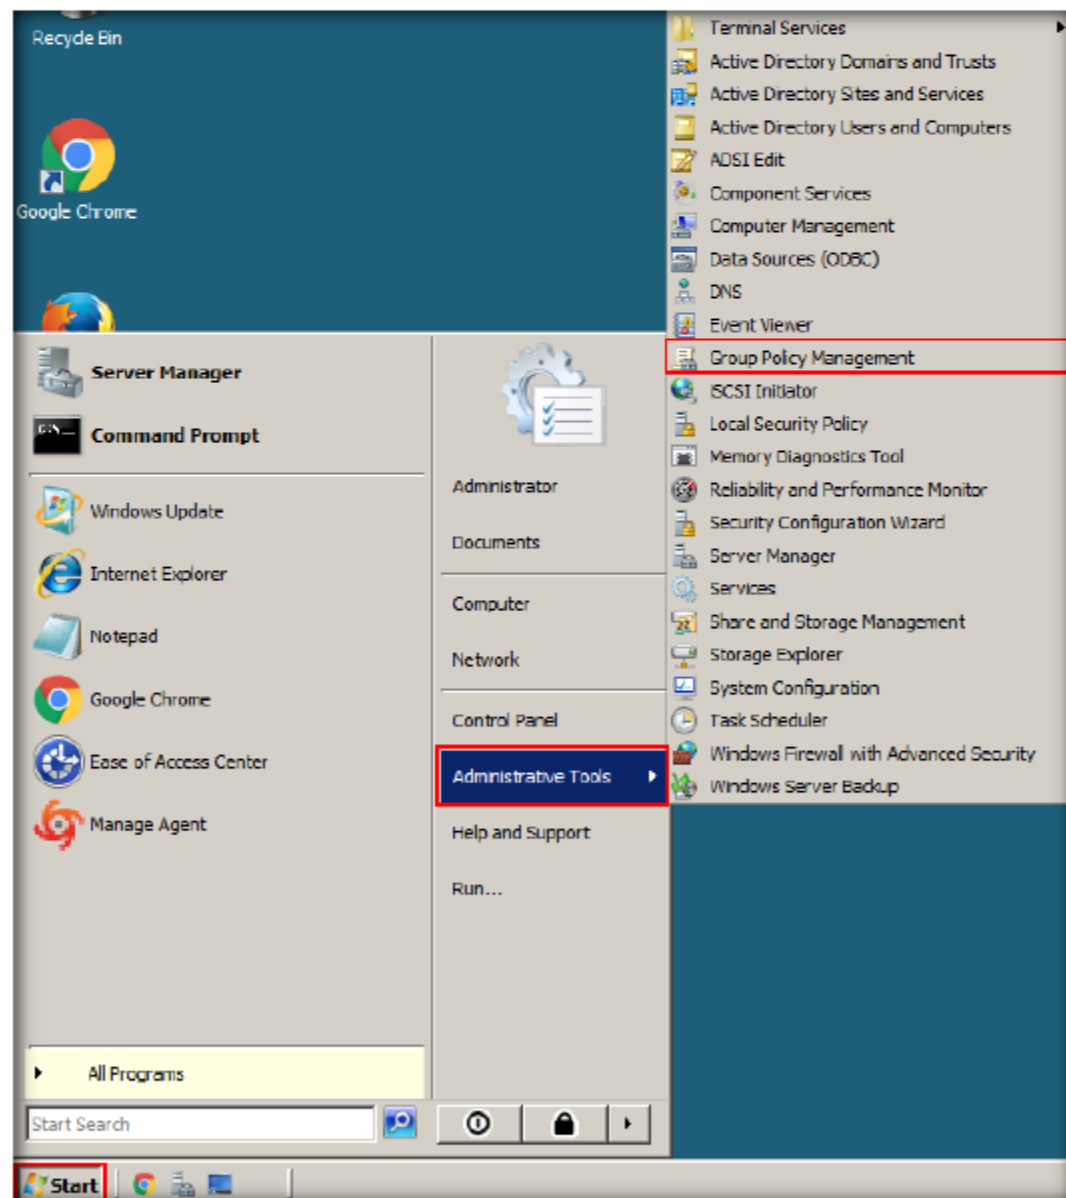 Recycle Bin
Google Chrome
Server Manager
Command Prompt
Windows Update
Internet Explorer
Notepad
Google Chrome
Ease of Access Center
Manage Agent
All Programs
Start Search
Administrator
Documents
Computer
Network
Control Panel
Administrative Tools
Help and Support
Run...
Terminal Services
Active Directory Domains and Trusts
Active Directory Sites and Services
Active Directory Users and Computers
ADSI Edit
Component Services
Computer Management
Data Sources (ODBC)
DNS
Event Viewer
Group Policy Management
iSCSI Initiator
Local Security Policy
Memory Diagnostics Tool
Reliability and Performance Monitor
Security Configuration Wizard
Server Manager
Services
Share and Storage Management
Storage Explorer
System Configuration
Task Scheduler
Windows Firewall with Advanced Security
Windows Server Backup
Start